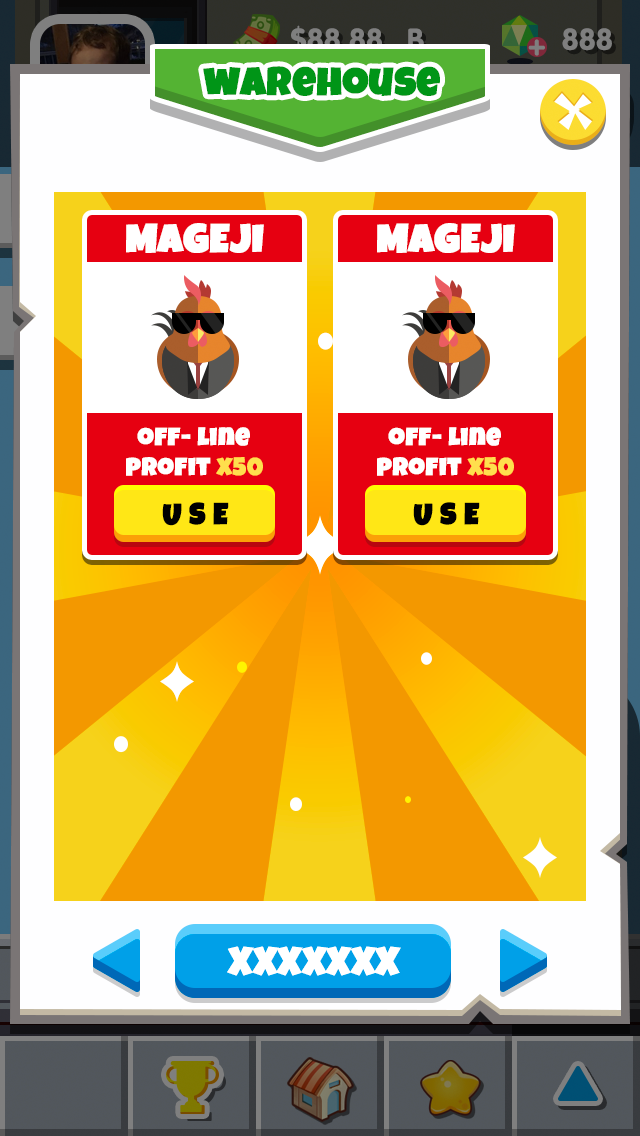 $88.88 B
888
WAREHOUSE
MAGEJI
MAGEJI
OFF- LINE
PROFIT X50
USE
OFF- LINE
PROFIT X50
USE
XXXXXXX